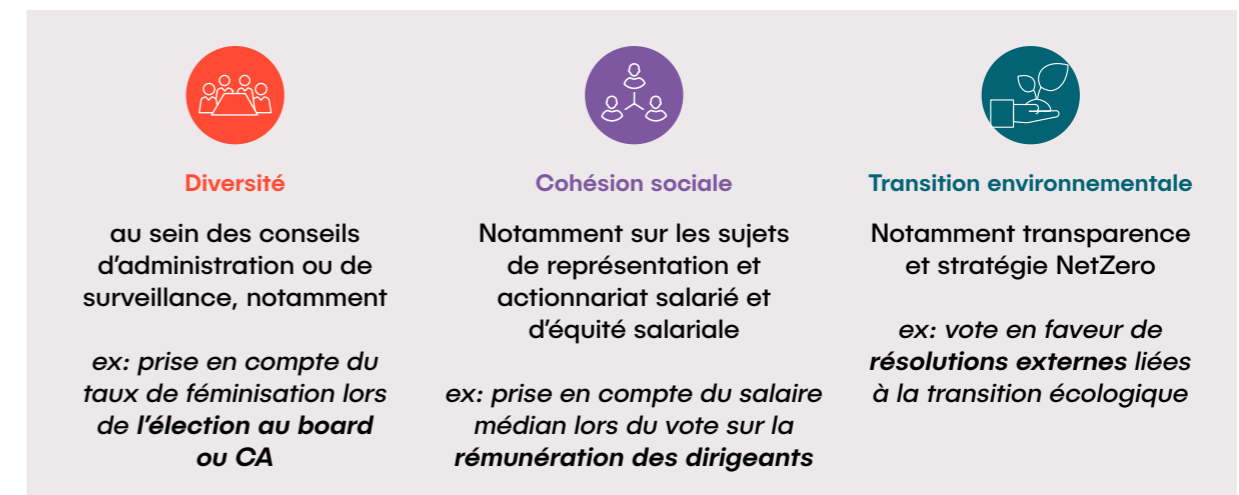 Diversité
au sein des conseils
d'administration ou de
surveillance, notamment
ex: prise en compte du
taux de féminisation lors
de l'élection au board
ou CA
Cohésion sociale
Notamment sur les sujets
de représentation et
actionnariat salarié et
d'équité salariale
ex: prise en compte du salaire
médian lors du vote sur la
rémunération des dirigeants
Transition environnementale
Notamment transparence
et stratégie NetZero
ex: vote en faveur de
résolutions externes liées
à la transition écologique